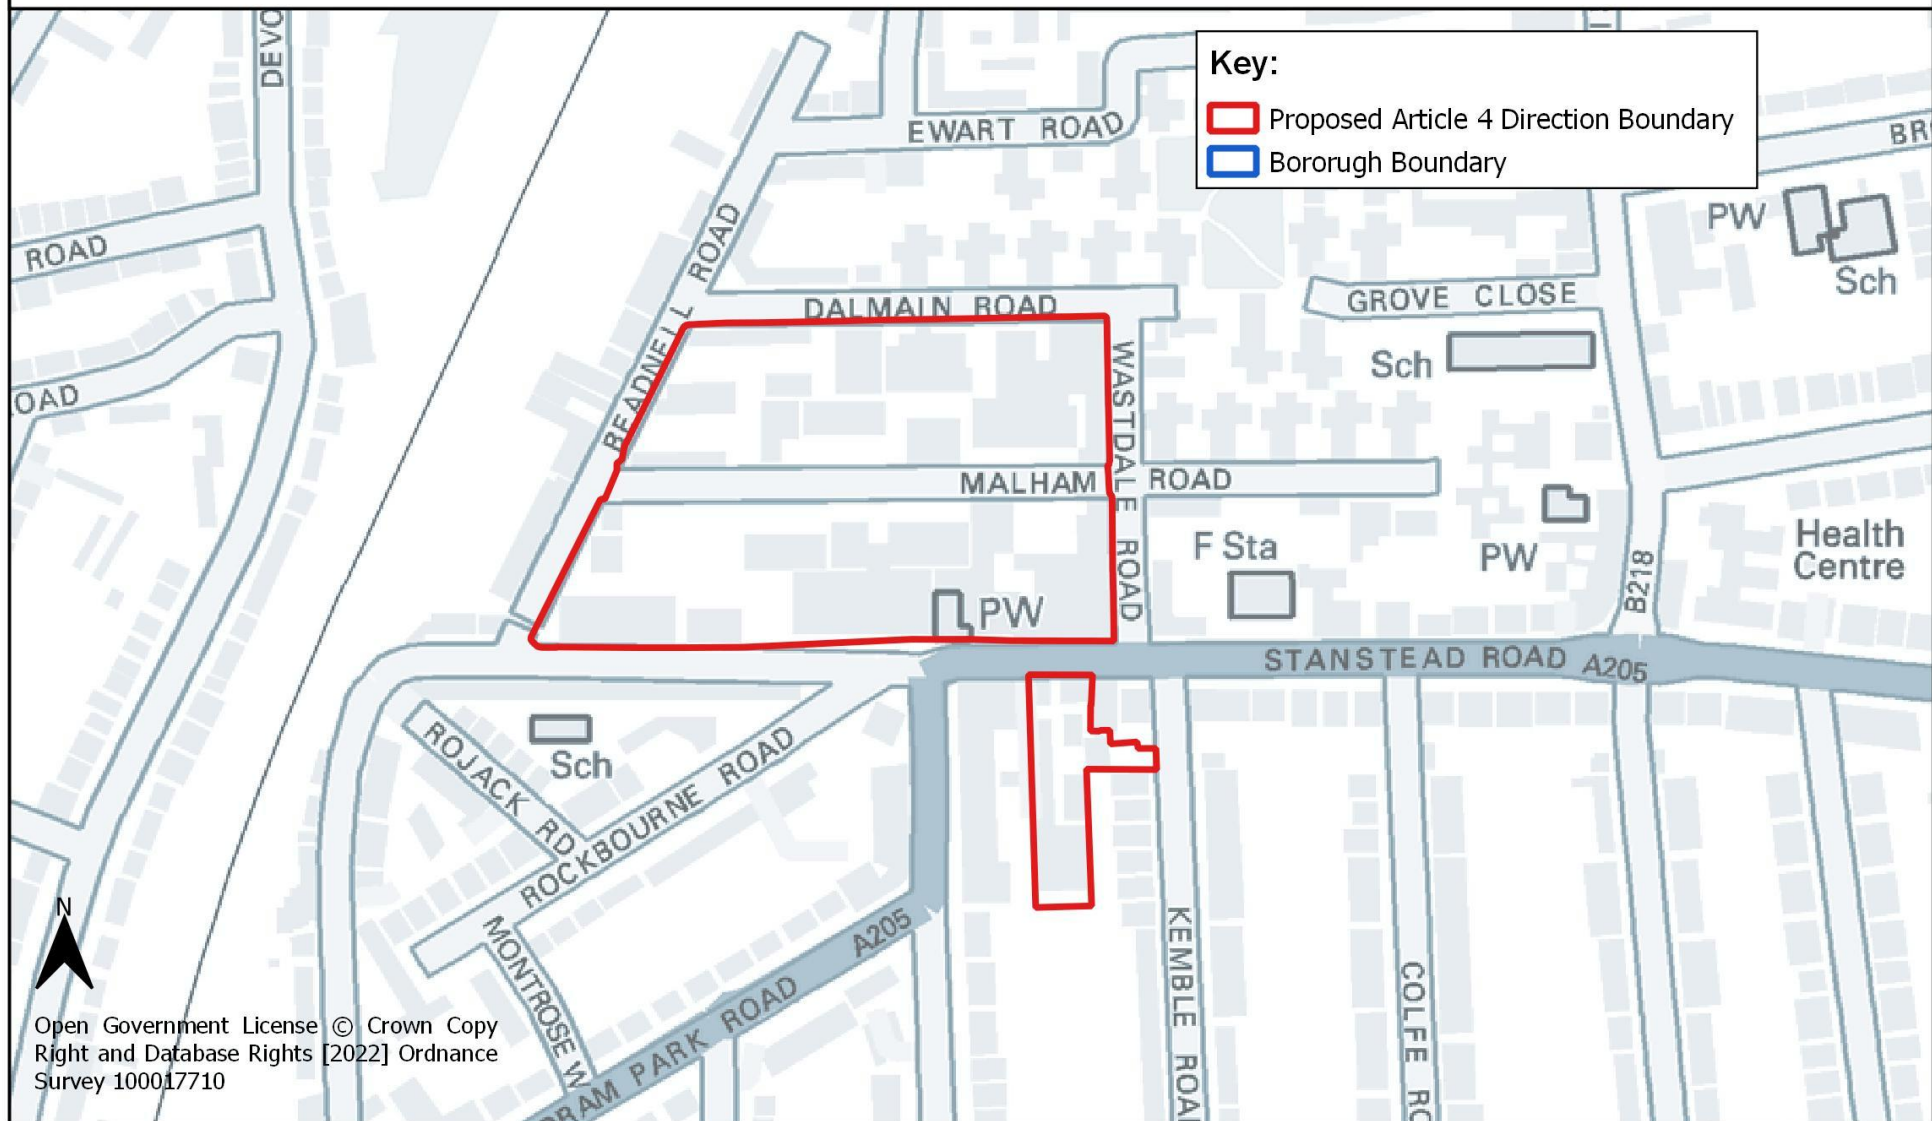 Key:
Proposed Article 4 Direction Boundary
Bororugh Boundary
EWART ROAD
PW
Sch
ROAD
READNELL ROAD
DALMAIN ROAD
GROVE CLOSE
Sch
WASTDALE ROAD
MALHAM ROAD
F Sta
PW
Health
Centre
B218
PW
STANSTEAD ROAD A205
Sch
ROJACK RD
ROCKBOURNE ROAD
MONTROSE W
A205
PARK ROAD
KEMBLE ROA
COLFE RO
N
Open Government License © Crown Copy
Right and Database Rights [2022] Ordnance
Survey 100017710